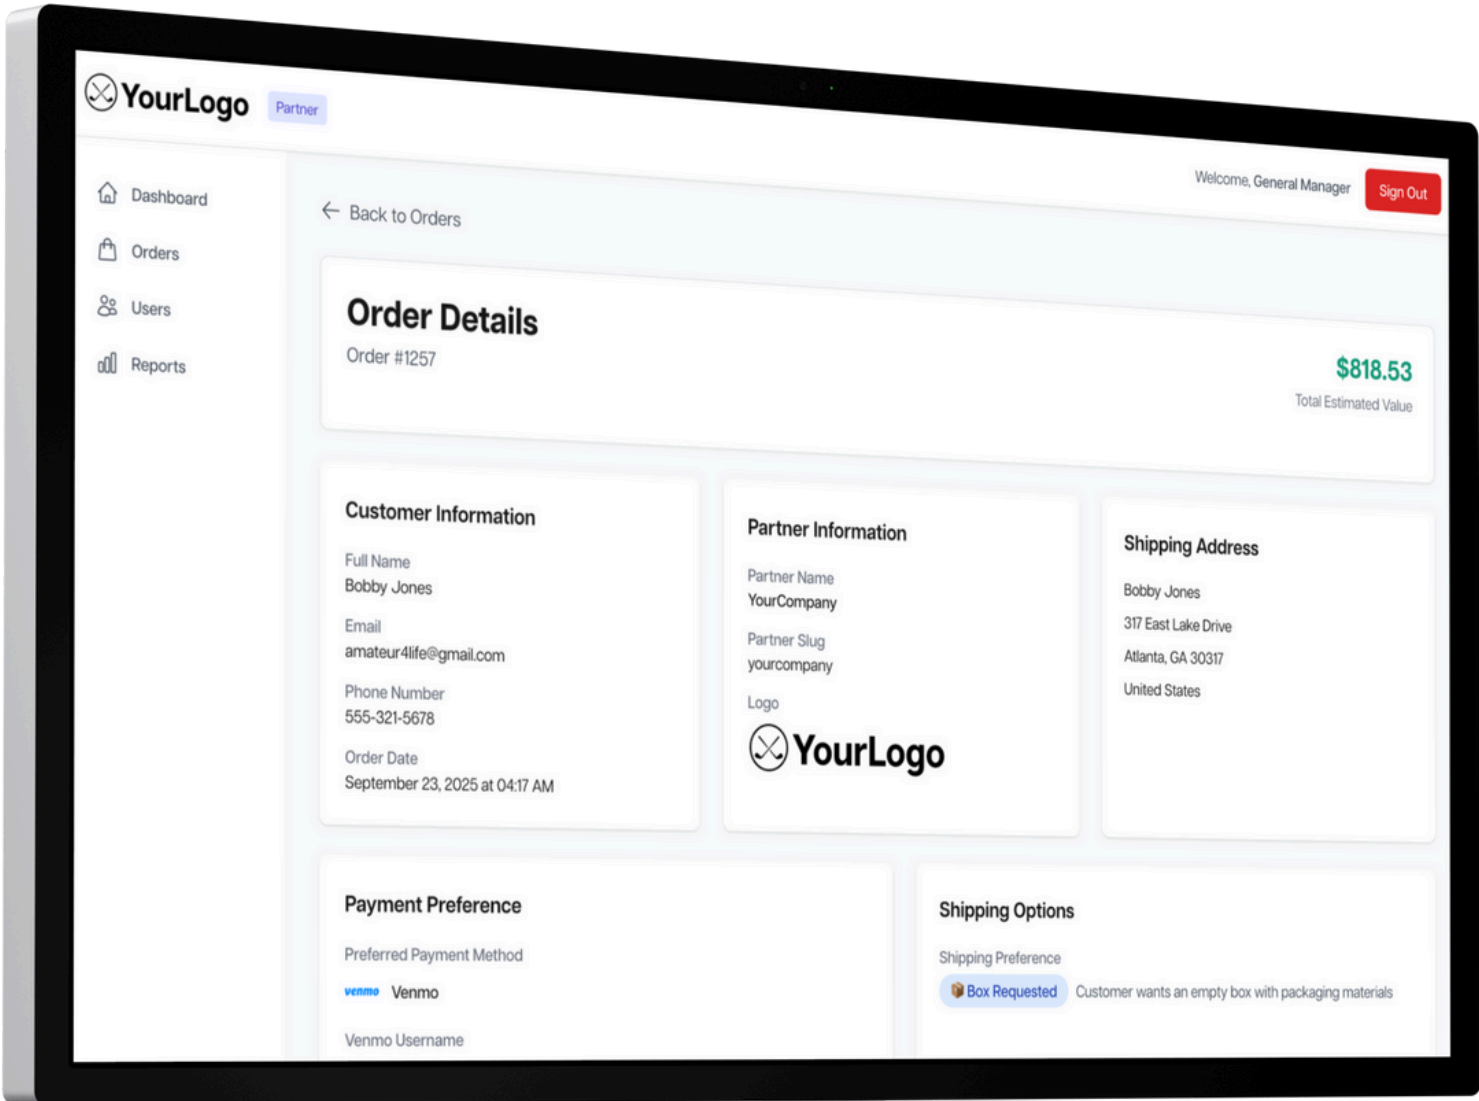 YourLogo Partner
Welcome, General Manager Sign Out
Dashboard
Orders
Users
Reports
Back to Orders
Order Details
Order #1257
$818.53
Total Estimated Value
Customer Information
Full Name
Bobby Jones
Email
amateur4life@gmail.com
Phone Number
555-321-5678
Order Date
September 23, 2025 at 04:17 AM
Partner Information
Partner Name
YourCompany
Partner Slug
yourcompany
Logo
YourLogo
Shipping Address
Bobby Jones
317 East Lake Drive
Atlanta, GA 30317
United States
Payment Preference
Preferred Payment Method
venmo Venmo
Venmo Username
Shipping Options
Shipping Preference
Box Requested Customer wants an empty box with packaging materials